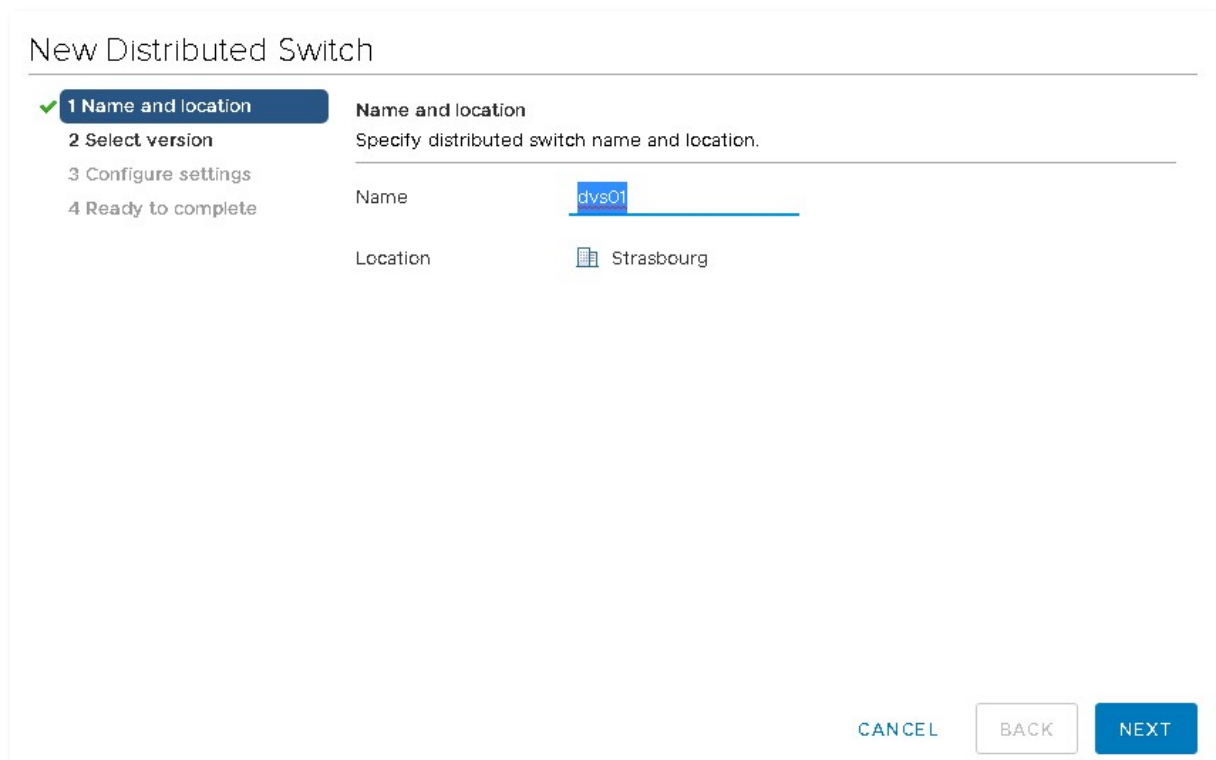 New Distributed Switch
1 Name and location
2 Select version
3 Configure settings
4 Ready to complete
Name and location
Specify distributed switch name and location.
Name dvs01
Location Strasbourg
CANCEL BACK NEXT